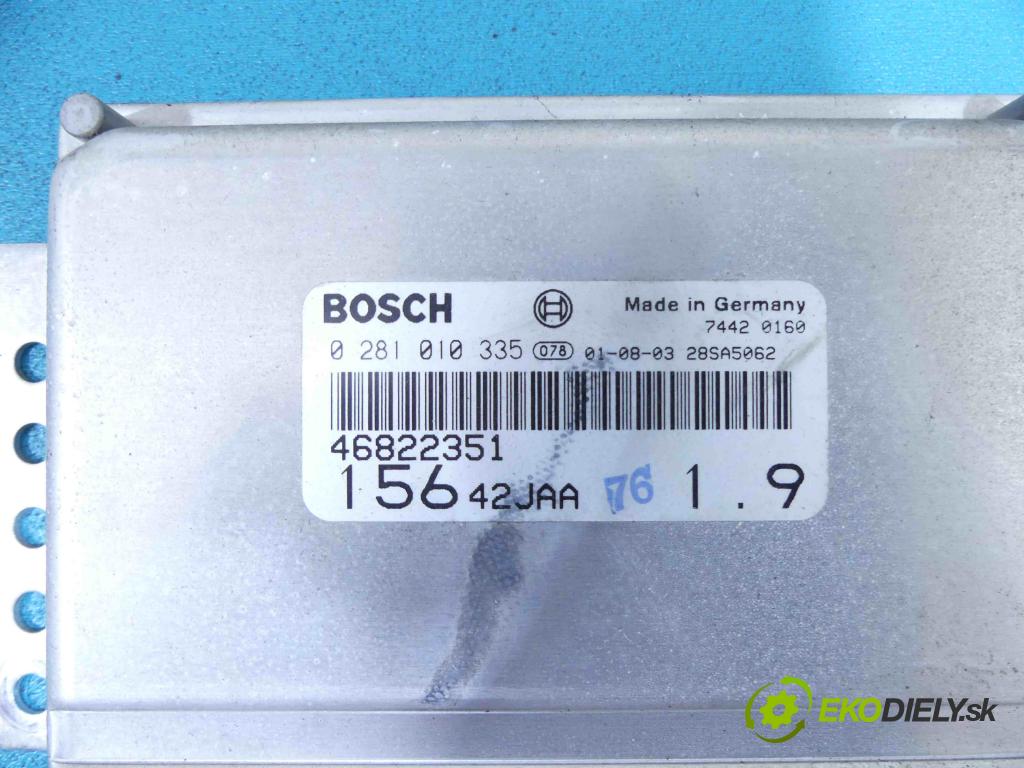 BOSCH Made in Germany
7442 0160
0 281 010 335 078 01-08-03 28SA5062
46822351
156 42JAA 76 1.9
EKODIELY.sk